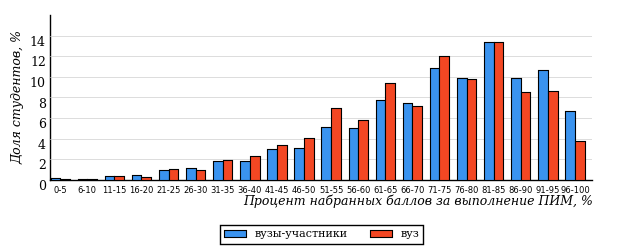 Доля студентов, %
14
12
10
8
6
4
2
0
0-5 6-10 11-15 16-20 21-25 26-30 31-35 36-40 41-45 46-50 51-55 56-60 61-65 66-70 71-75 76-80 81-85 86-90 91-95 96-100
Процент набранных баллов за выполнение ПИМ, %
вузы-участники вуз